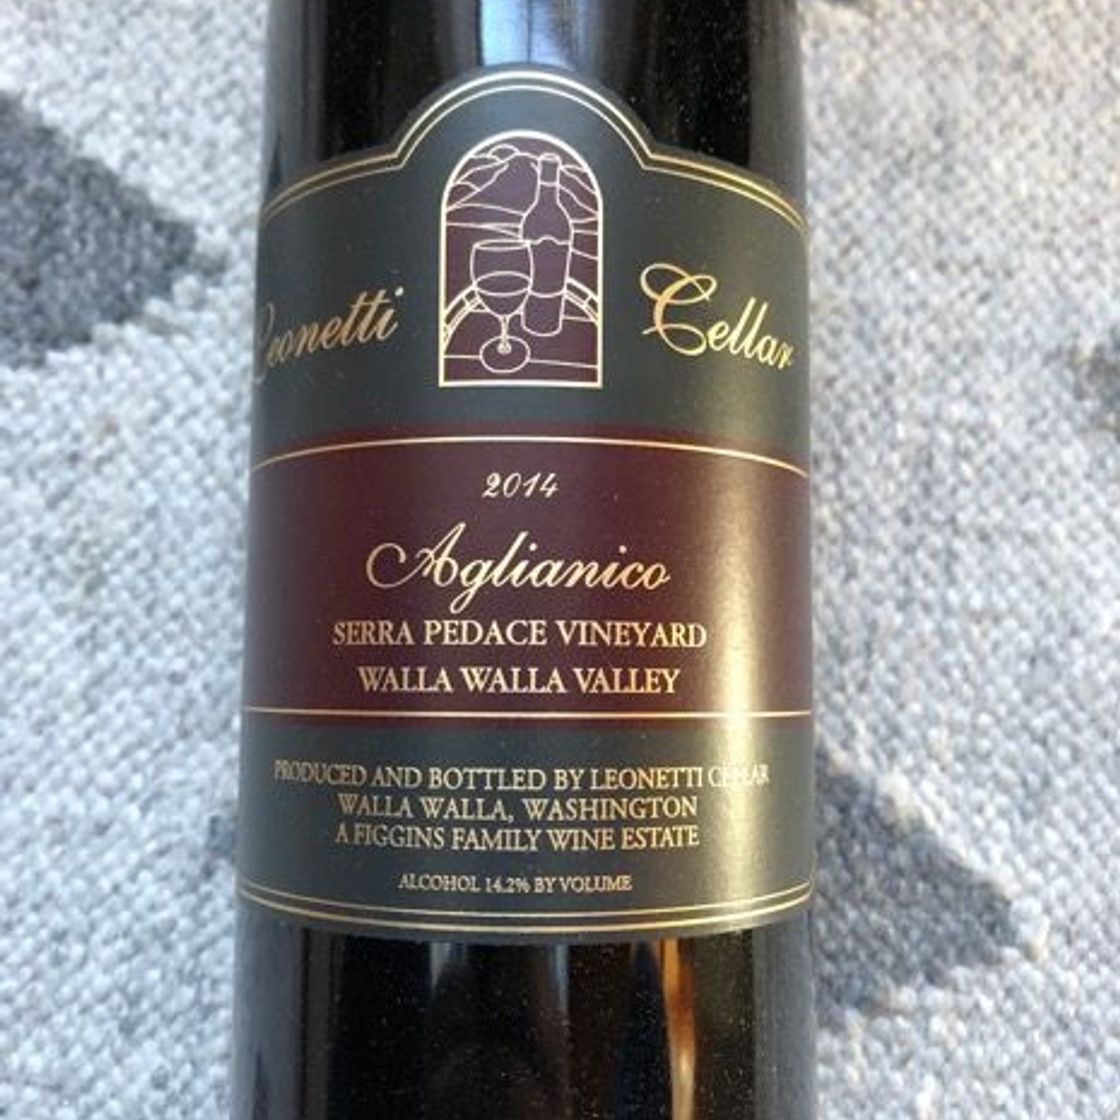 Leonetti Cellar
2014
Aglianico
SERRA PEDACE VINEYARD
WALLA WALLA VALLEY
PRODUCED AND BOTTLED BY LEONETTI CELLAR
WALLA WALLA, WASHINGTON
A FIGGINS FAMILY WINE ESTATE
ALCOHOL 14.2% BY VOLUME